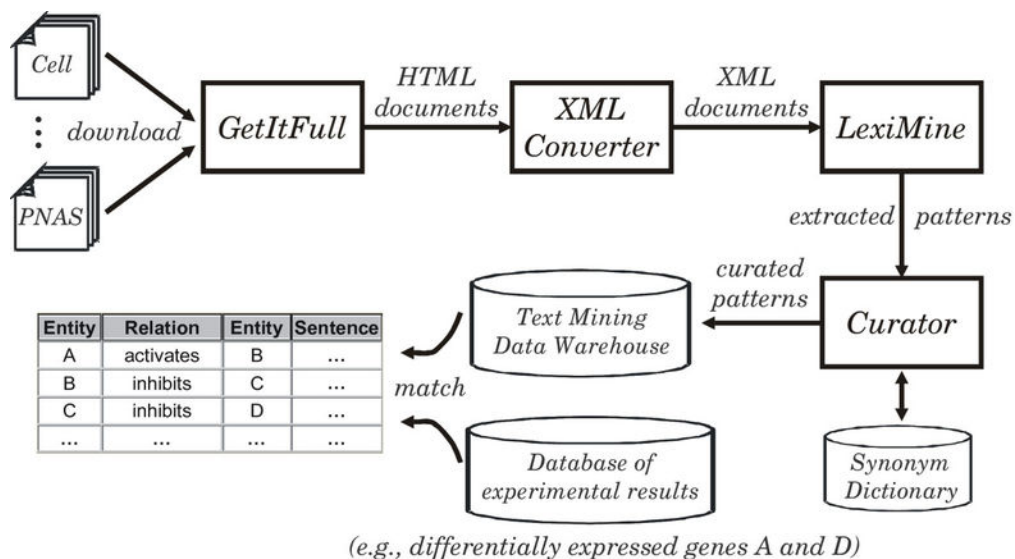 Cell
⋮
download
PNAS
GetItFull
HTML
documents
XML
Converter
XML
documents
LexiMine
extracted patterns
Curator
curated
patterns
Synonym
Dictionary
Text Mining
Data Warehouse
match
Database of
experimental results
(e.g., differentially expressed genes A and D)
Entity Relation Entity Sentence
A activates B ...
B inhibits C ...
C inhibits D ...
... ... ... ...